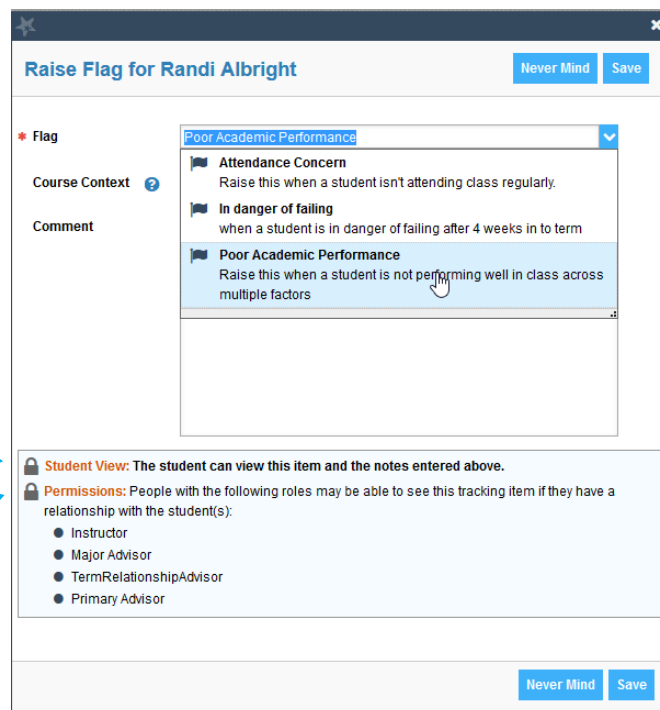 Raise Flag for Randi Albright
Never Mind
Save
* Flag
Poor Academic Performance
Attendance Concern
Raise this when a student isn't attending class regularly.
Course Context ?
In danger of failing
when a student is in danger of failing after 4 weeks in to term
Comment
Poor Academic Performance
Raise this when a student is not performing well in class across
multiple factors
Student View: The student can view this item and the notes entered above.
Permissions: People with the following roles may be able to see this tracking item if they have a
relationship with the student(s):
Instructor
Major Advisor
TermRelationshipAdvisor
Primary Advisor
Never Mind
Save